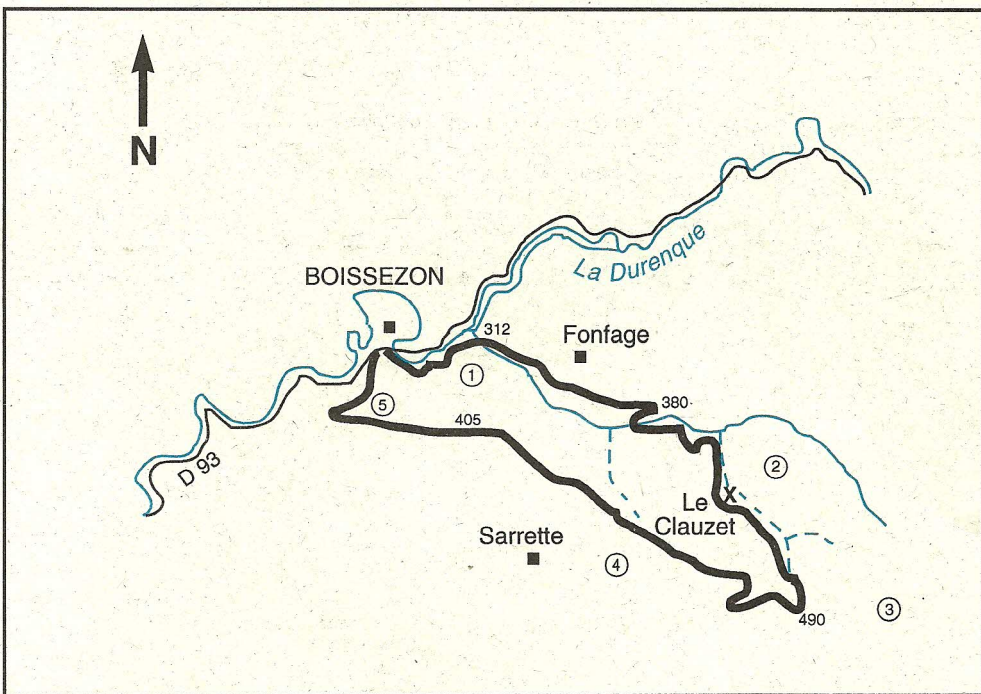 N
BOISSEZON
La Durenque
312
Fonfage
1
5
405
380
D 93
2
Le
Clauzet
X
Sarrette
4
3
490